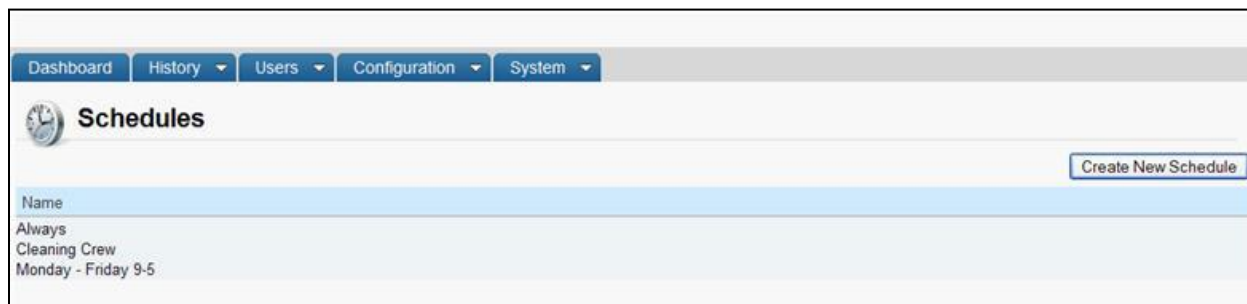 Dashboard History Users Configuration System
Schedules
Create New Schedule
Name
Always
Cleaning Crew
Monday - Friday 9-5